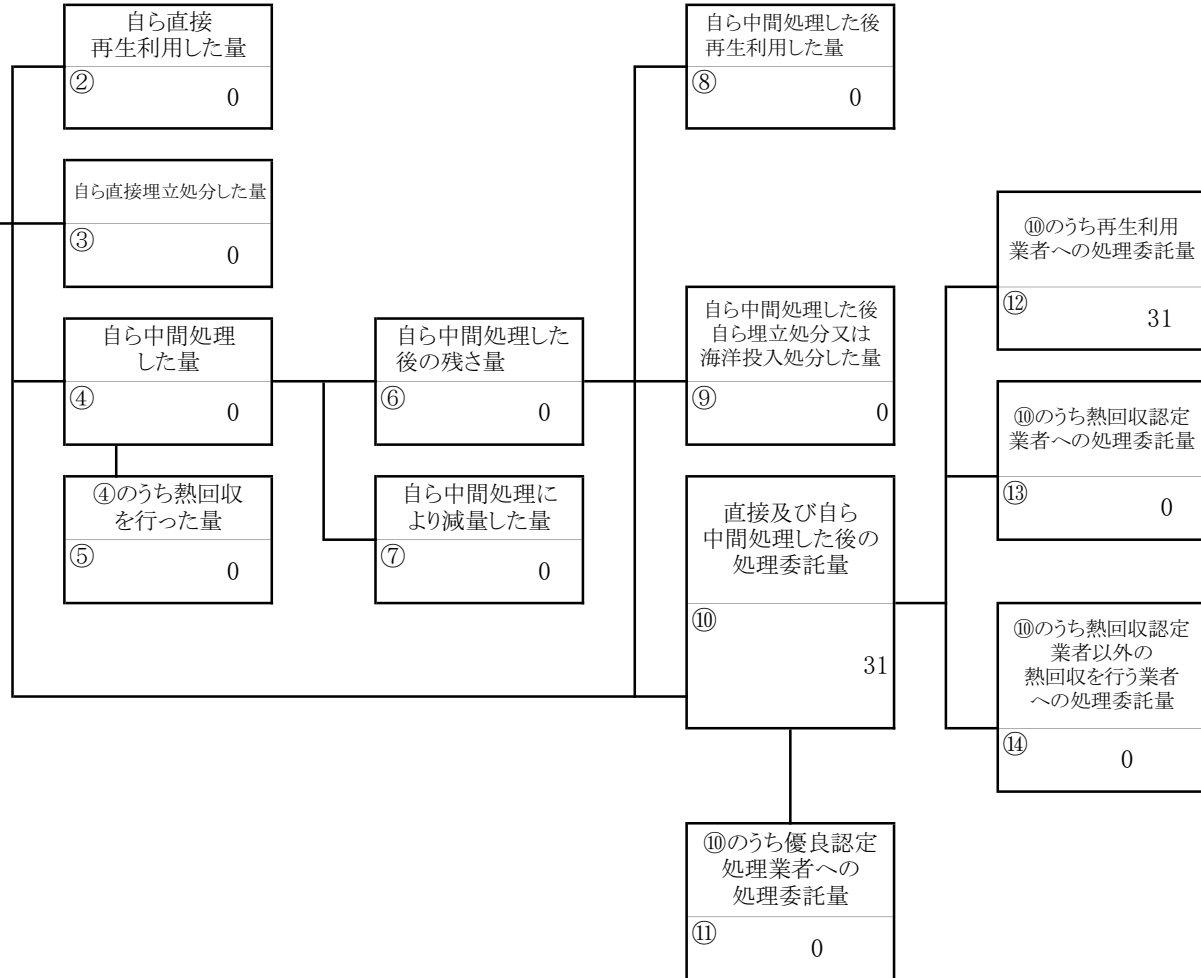 自ら直接
再生利用した量
②
0
自ら直接埋立処分した量
③
0
自ら中間処理
した量
④
0
④のうち熱回収
を行った量
⑤
0
自ら中間処理した
後の残さ量
⑥
0
自ら中間処理に
より減量した量
⑦
0
自ら中間処理した後
再生利用した量
⑧
0
自ら中間処理した後
自ら埋立処分又は
海洋投入処分した量
⑨
0
直接及び自ら
中間処理した後の
処理委託量
⑩
31
⑩のうち優良認定
処理業者への
処理委託量
⑪
0
⑩のうち再生利用
業者への処理委託量
⑫
31
⑩のうち熱回収認定
業者への処理委託量
⑬
0
⑩のうち熱回収認定
業者以外の
熱回収を行う業者
への処理委託量
⑭
0